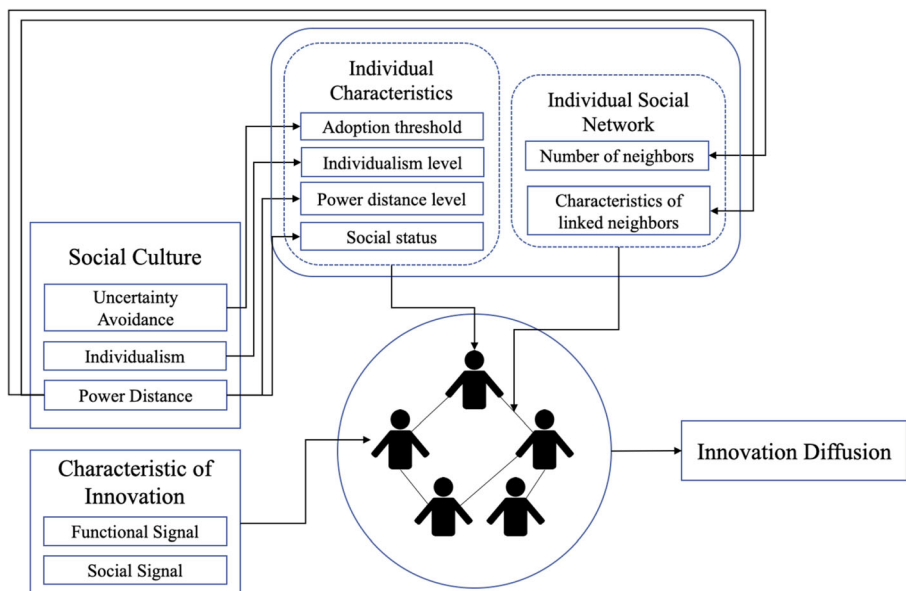 Individual
Characteristics
Adoption threshold
Individualism level
Power distance level
Social status
Individual Social
Network
Number of neighbors
Characteristics of
linked neighbors
Social Culture
Uncertainty
Avoidance
Individualism
Power Distance
Characteristic of
Innovation
Functional Signal
Social Signal
Innovation Diffusion